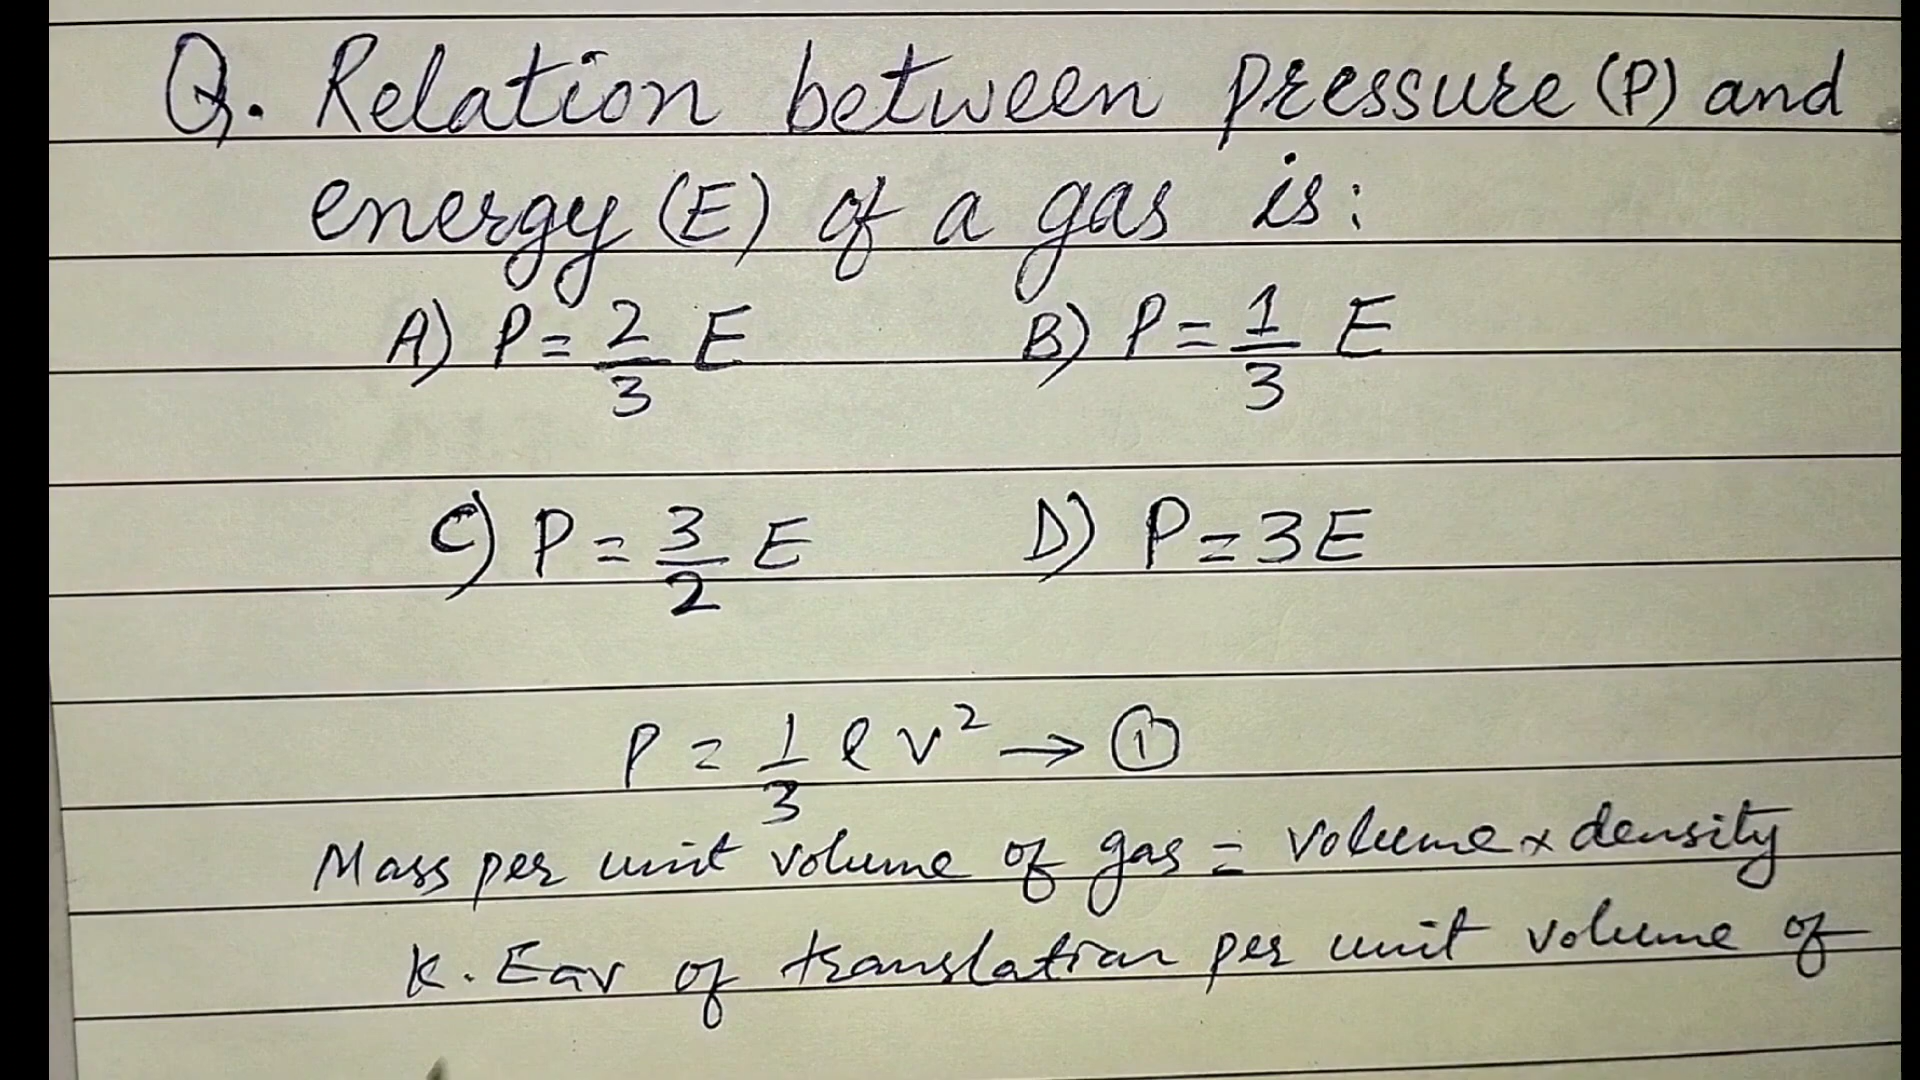 Q. Relation between pressure (P) and
energy (E) of a gas is:
A) P = 2/3 E B) P = 1/3 E
C) P = 3/2 E D) P = 3E
P = 1/3 ρ v² → ①
Mass per unit volume of gas = volume x density
K. Eav of translation per unit volume of